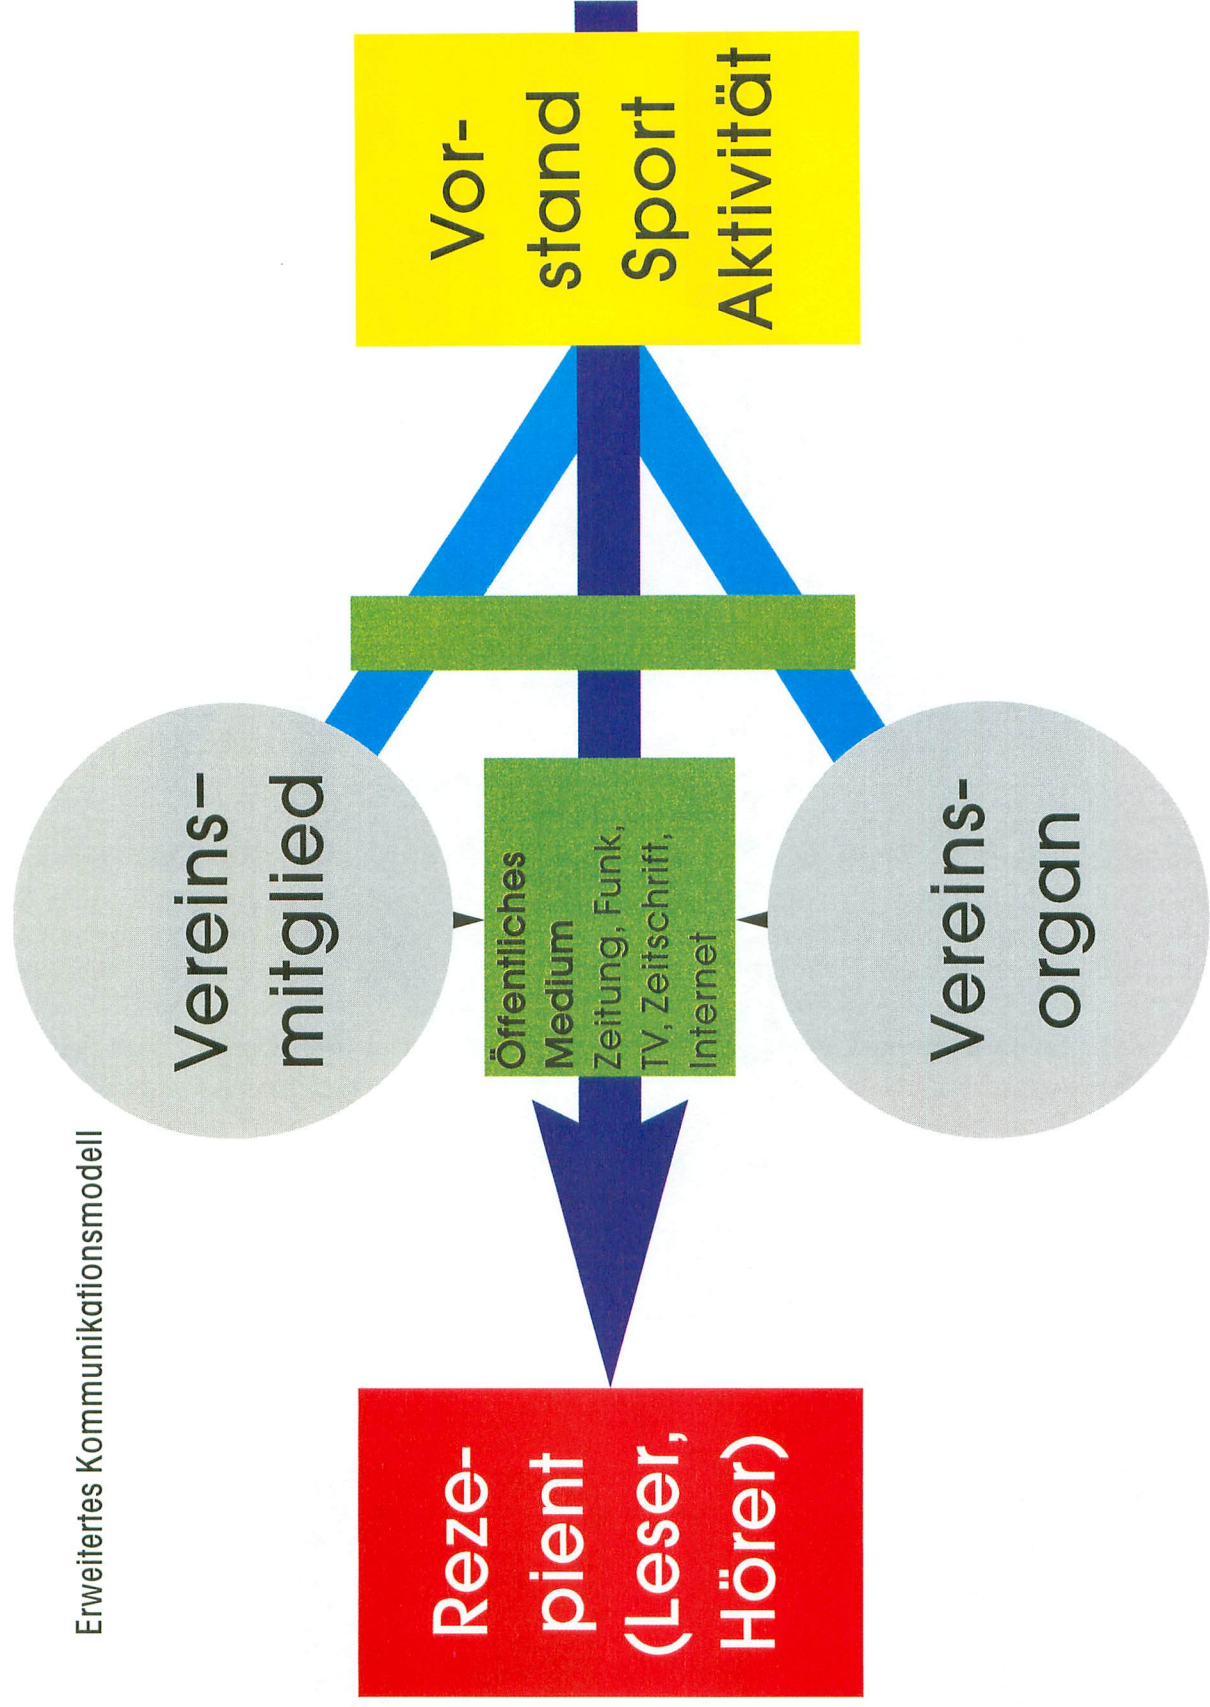 Erweitertes Kommunikationsmodell
Vereins-
mitglied
Reze-
pient
(Leser,
Hörer)
Öffentliches
Medium
Zeitung, Funk,
TV, Zeitschrift,
Internet
Vor-
stand
Sport
Aktivität
Vereins-
organ